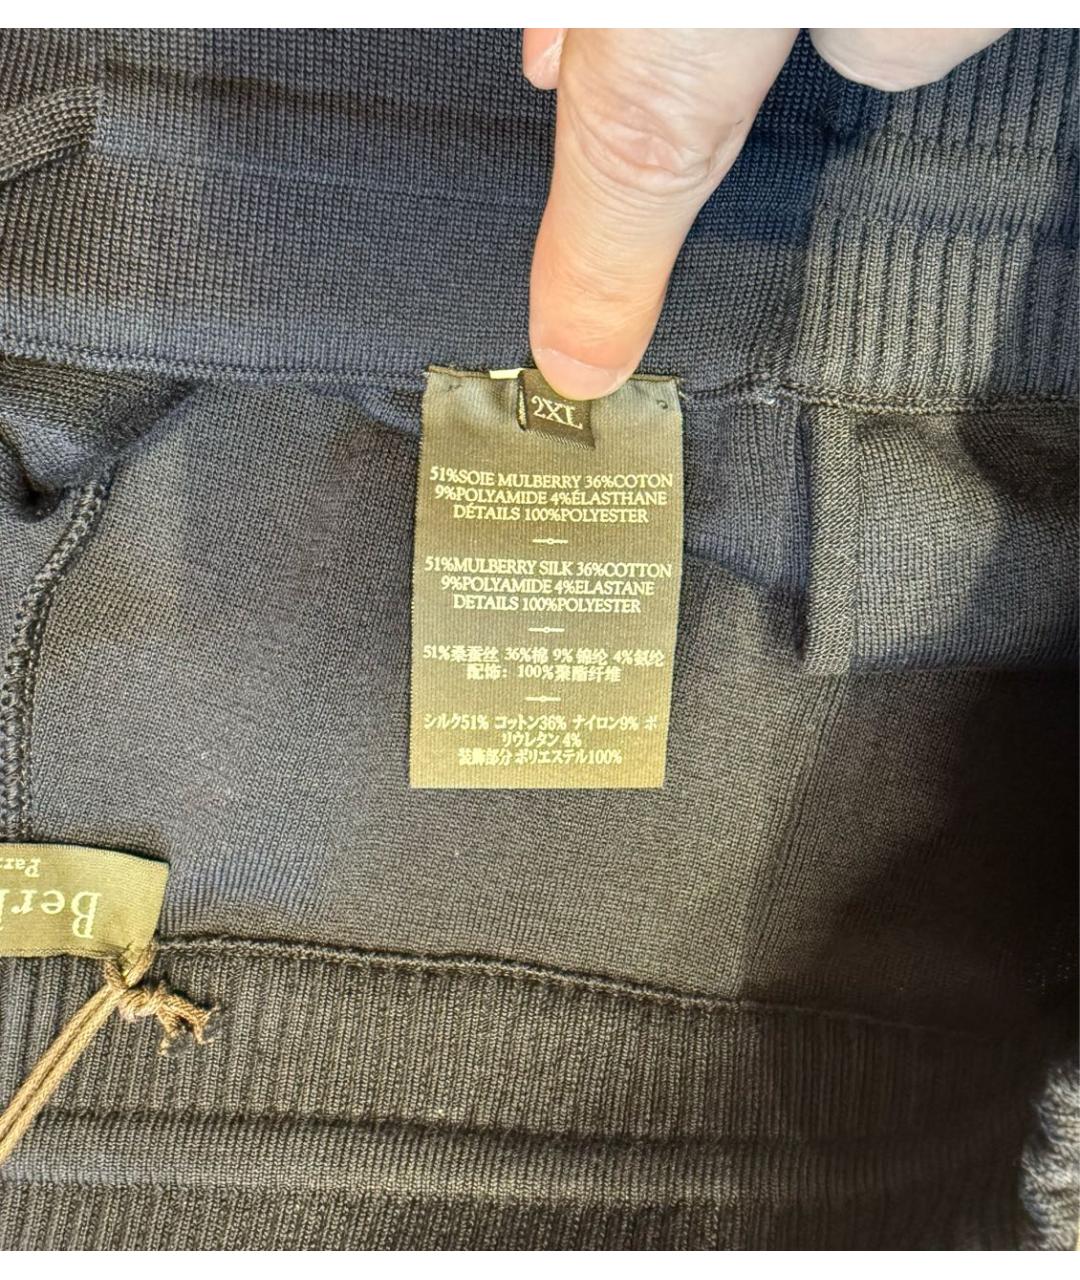 2XL
51%SOIE MULBERRY 36%COTON
9%POLYAMIDE 4%ÉLASTHANE
DÉTAILS 100%POLYESTER
51%MULBERRY SILK 36%COTTON
9%POLYAMIDE 4%ELASTANE
DETAILS 100%POLYESTER
51%桑蚕丝 36%棉 9%锦纶 4%氨纶
配饰：100%聚酯纤维
シルク51% コットン36% ナイロン9% ポ
リウレタン 4%
装飾部分 ポリエステル100%